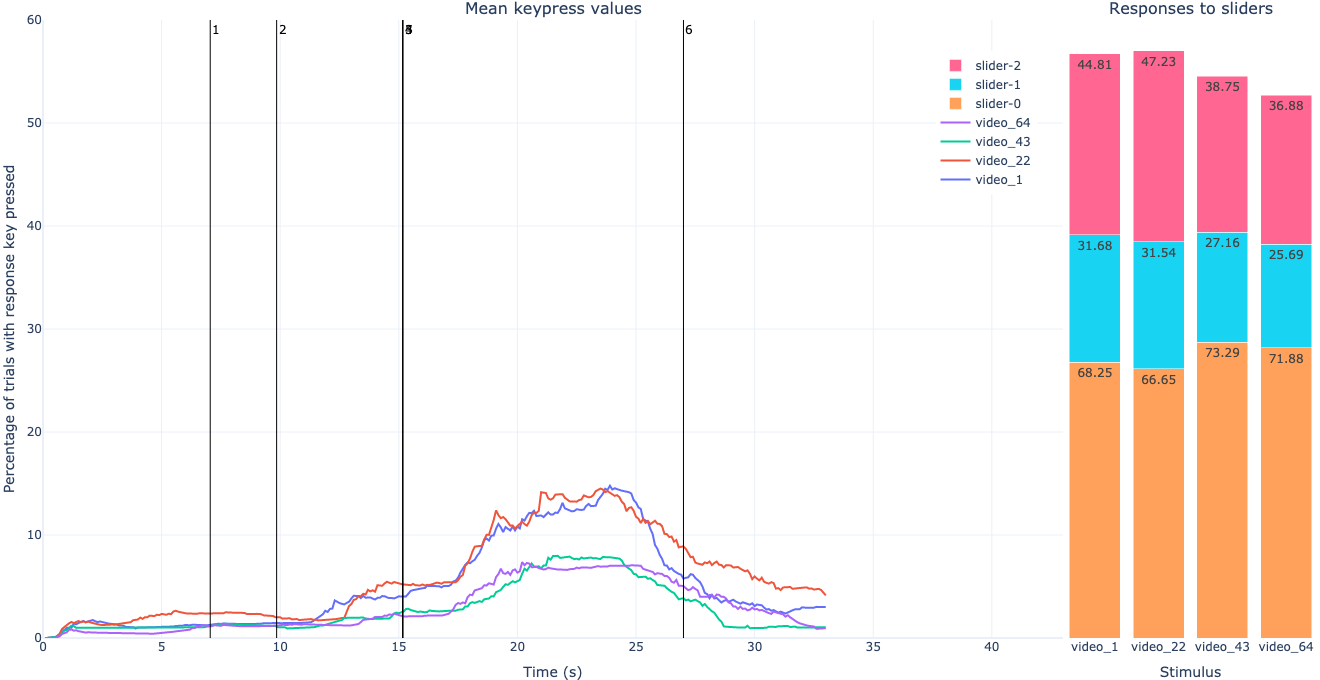 Mean keypress values
Responses to sliders
Percentage of trials with response key pressed
60
50
40
30
20
10
0
1
2
6
slider-2
slider-1
slider-0
video_64
video_43
video_22
video_1
0
5
10
15
20
25
30
35
40
Time (s)
44.81
47.23
38.75
36.88
31.68
31.54
27.16
25.69
68.25
66.65
73.29
71.88
video_1
video_22
video_43
video_64
Stimulus